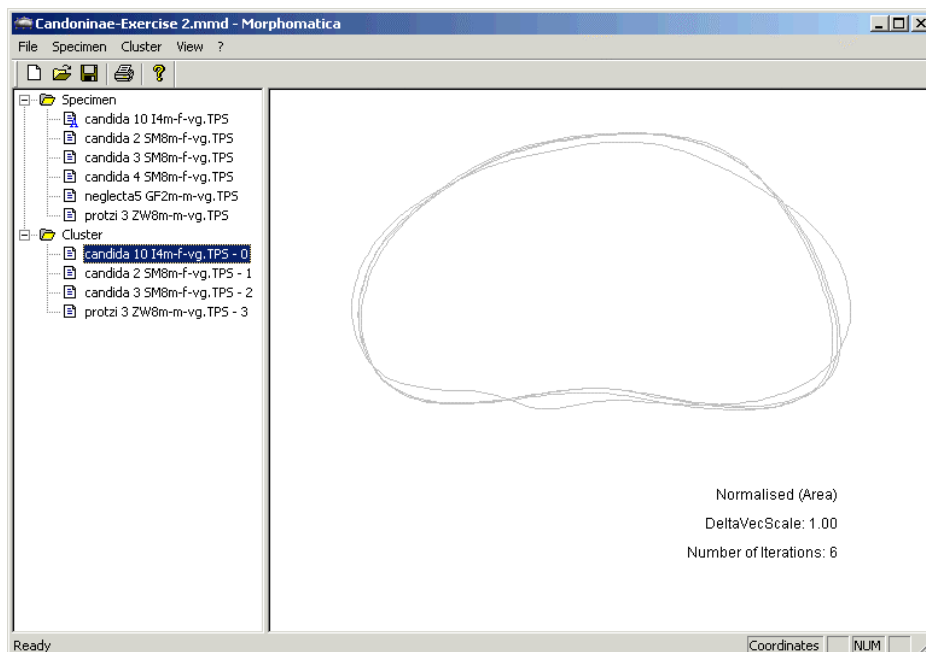 Candoninae-Exercise 2.mmd - Morphomatica
File Specimen Cluster View ?
Specimen
candida 10 I4m-f-vg.TPS
candida 2 SM8m-f-vg.TPS
candida 3 SM8m-f-vg.TPS
candida 4 SM8m-f-vg.TPS
neglecta5 GF2m-m-vg.TPS
protzi 3 ZW8m-m-vg.TPS
Cluster
candida 10 I4m-f-vg.TPS - 0
candida 2 SM8m-f-vg.TPS - 1
candida 3 SM8m-f-vg.TPS - 2
protzi 3 ZW8m-m-vg.TPS - 3
Normalised (Area)
DeltaVecScale: 1.00
Number of Iterations: 6
Ready Coordinates NUM